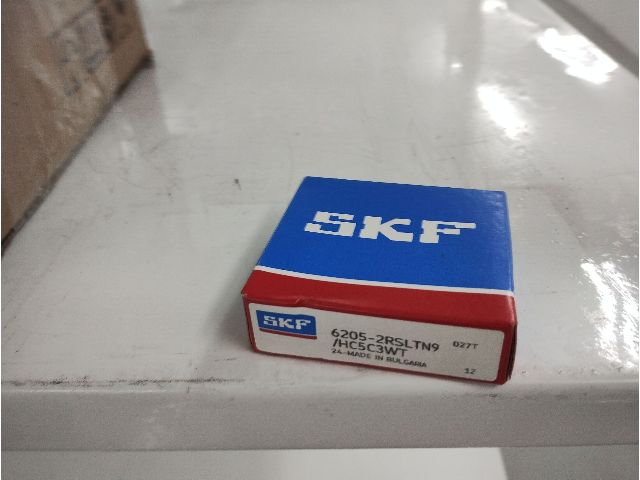 SKF
SKF
6205-2RSLTN9
/HC5C3WT
24-MADE IN BULGARIA
027T
12